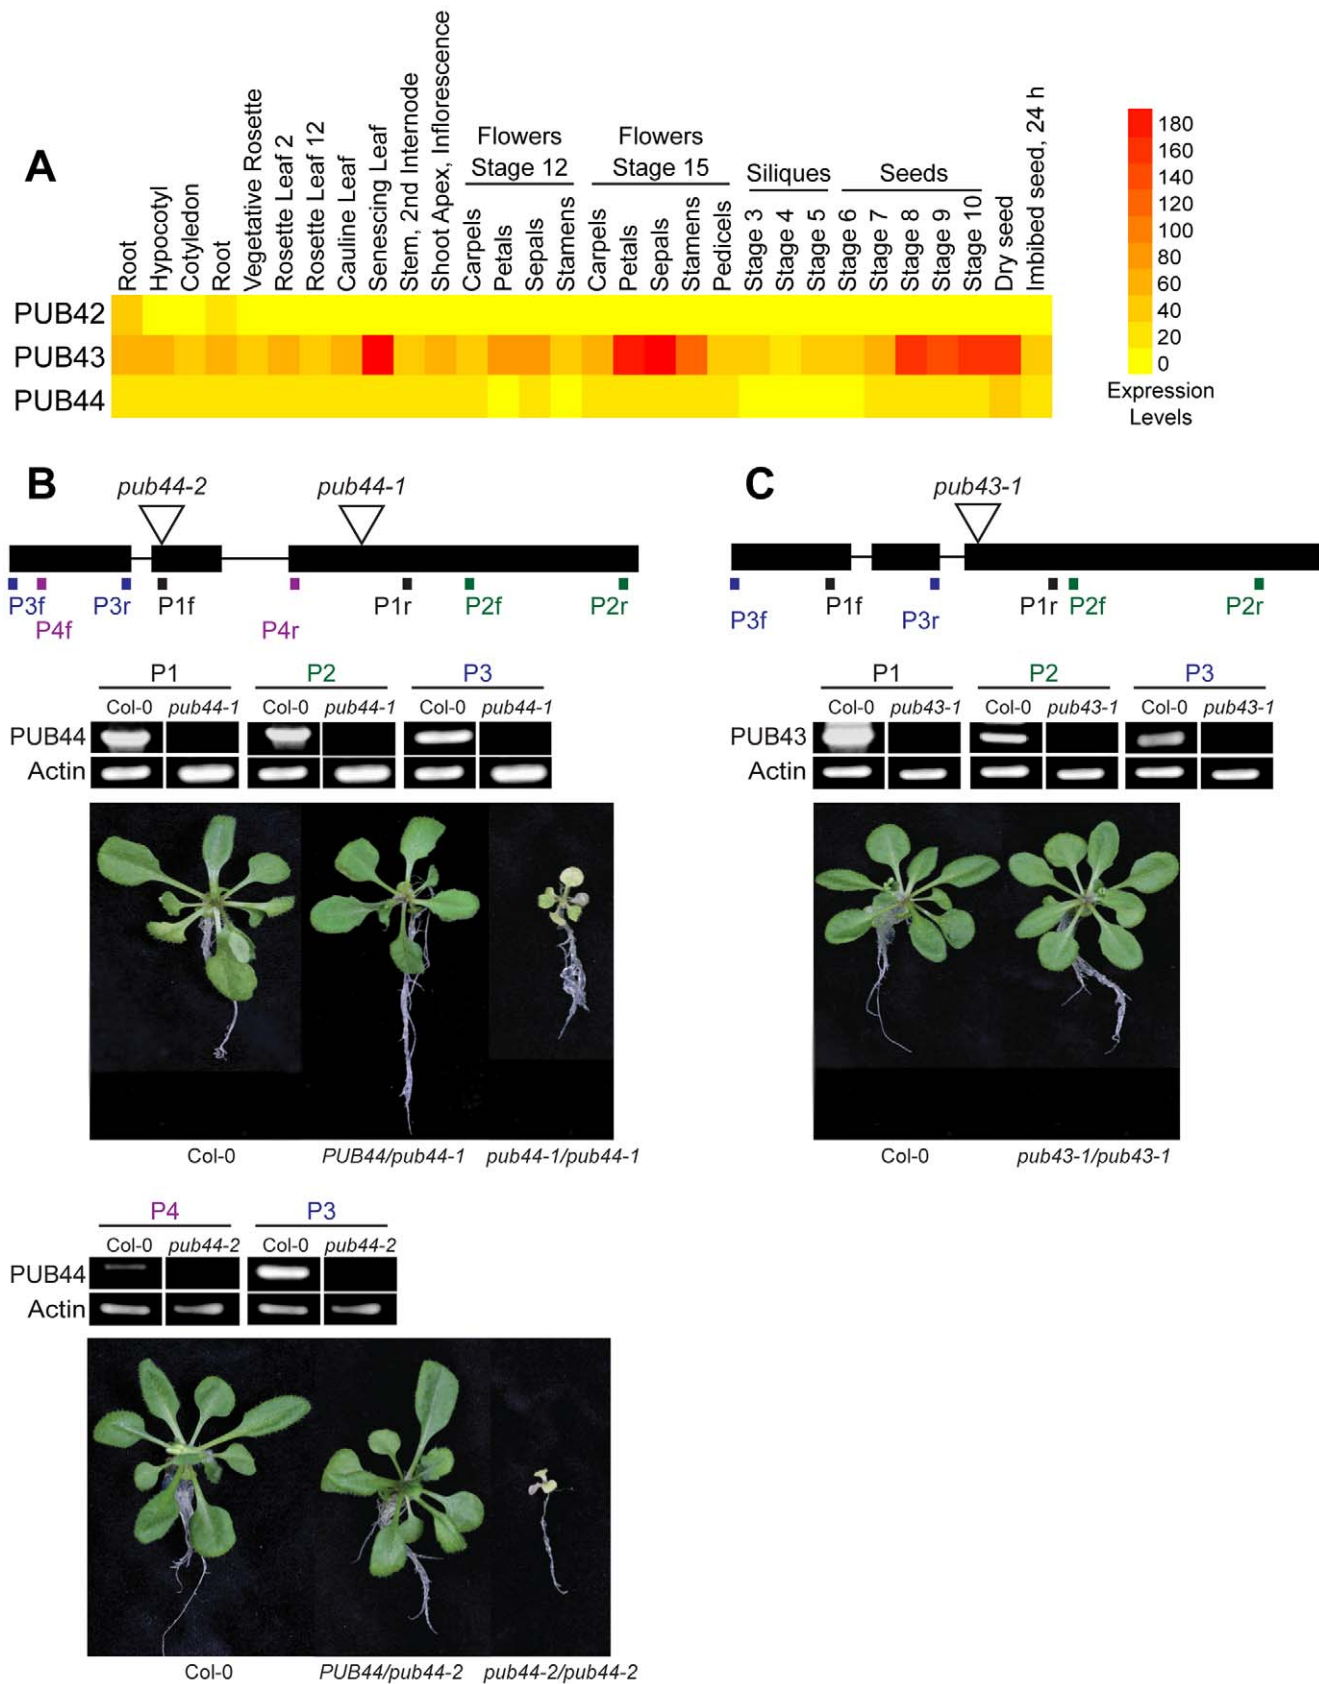 A
Root
Hypocotyl
Cotyledon
Root
Vegetative Rosette
Rosette Leaf 2
Rosette Leaf 12
Cauline Leaf
Senescing Leaf
Stem, 2nd Internode
Shoot Apex, Inflorescence
Flowers
Stage 12
Carpels
Petals
Sepals
Stamens
Flowers
Stage 15
Carpels
Petals
Sepals
Stamens
Pedicels
Siliques
Stage 3
Stage 4
Stage 5
Seeds
Stage 6
Stage 7
Stage 8
Stage 9
Stage 10
Dry seed
Imbibed seed, 24 h
PUB42
PUB43
PUB44
180
160
140
120
100
80
60
40
20
0
Expression
Levels
B
pub44-2
pub44-1
P3f
P3r
P1f
P1r
P2f
P2r
P4f
P4r
P1
P2
P3
Col-0
pub44-1
Col-0
pub44-1
Col-0
pub44-1
PUB44
Actin
Col-0
PUB44/pub44-1
pub44-1/pub44-1
P4
P3
Col-0
pub44-2
Col-0
pub44-2
PUB44
Actin
Col-0
PUB44/pub44-2
pub44-2/pub44-2
C
pub43-1
P3f
P1f
P3r
P1r
P2f
P2r
P1
P2
P3
Col-0
pub43-1
Col-0
pub43-1
Col-0
pub43-1
PUB43
Actin
Col-0
pub43-1/pub43-1